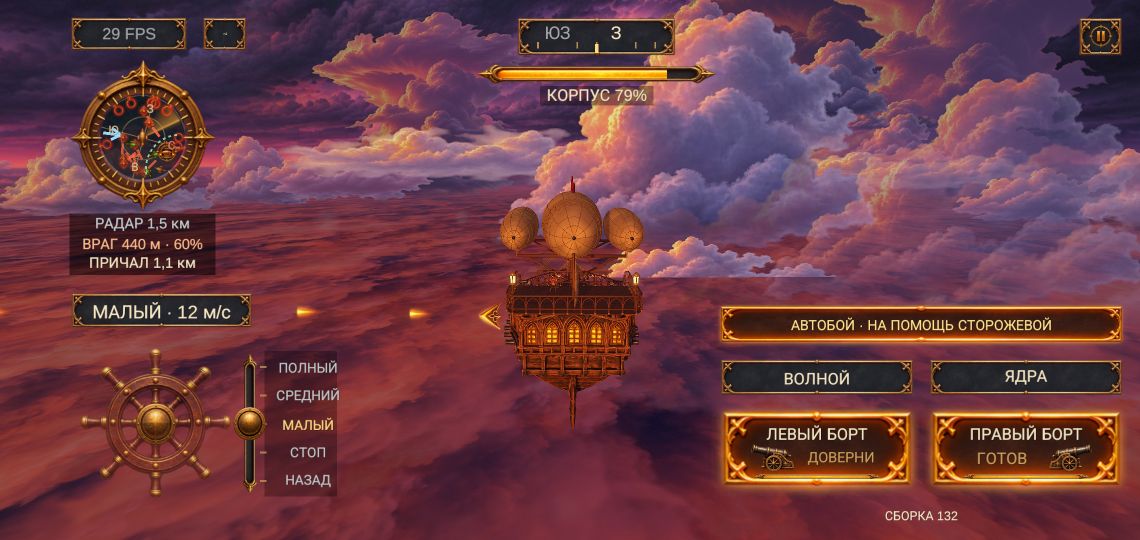 29 FPS
ЮЗ З
КОРПУС 79%
З
В
РАДАР 1,5 км
ВРАГ 440 м · 60%
ПРИЧАЛ 1,1 км
МАЛЫЙ · 12 м/с
ПОЛНЫЙ
СРЕДНИЙ
МАЛЫЙ
СТОП
НАЗАД
АВТОБОЙ · НА ПОМОЩЬ СТОРОЖЕВОЙ
ВОЛНОЙ
ЯДРА
ЛЕВЫЙ БОРТ
ДОВЕРНИ
ПРАВЫЙ БОРТ
ГОТОВ
СБОРКА 132